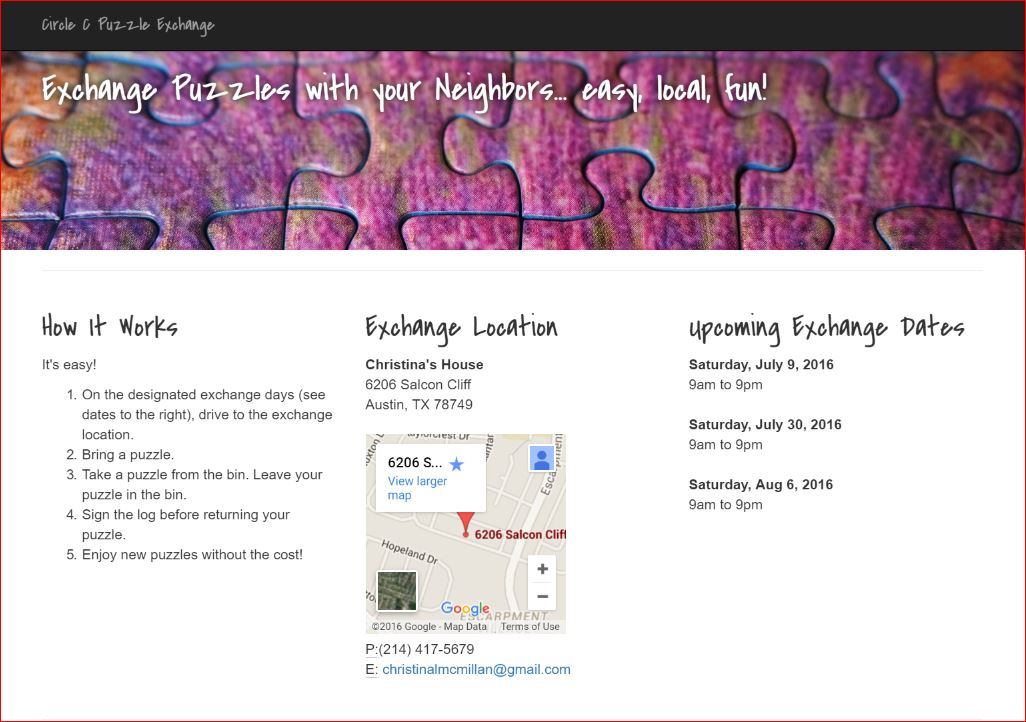 Circle C Puzzle Exchange
Exchange Puzzles with your Neighbors... easy, local, fun!
How It Works
It's easy!
1. On the designated exchange days (see
dates to the right), drive to the exchange
location.
2. Bring a puzzle.
3. Take a puzzle from the bin. Leave your
puzzle in the bin.
4. Sign the log before returning your
puzzle.
5. Enjoy new puzzles without the cost!
Exchange Location
Christina's House
6206 Salcon Cliff
Austin, TX 78749
6206 S...
View larger
map
6206 Salcon Cliff
Hopeland Dr
Google
ESCARPMENT
©2016 Google - Map Data Terms of Use
P:(214) 417-5679
E: christinalmcmillan@gmail.com
Upcoming Exchange Dates
Saturday, July 9, 2016
9am to 9pm
Saturday, July 30, 2016
9am to 9pm
Saturday, Aug 6, 2016
9am to 9pm